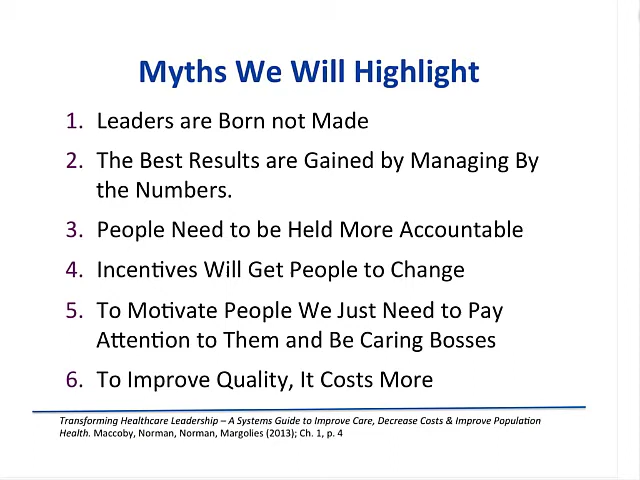 Myths We Will Highlight
1. Leaders are Born not Made
2. The Best Results are Gained by Managing By
the Numbers.
3. People Need to be Held More Accountable
4. Incentives Will Get People to Change
5. To Motivate People We Just Need to Pay
Attention to Them and Be Caring Bosses
6. To Improve Quality, It Costs More
Transforming Healthcare Leadership – A Systems Guide to Improve Care, Decrease Costs & Improve Population
Health. Maccoby, Norman, Norman, Margolies (2013); Ch. 1, p. 4